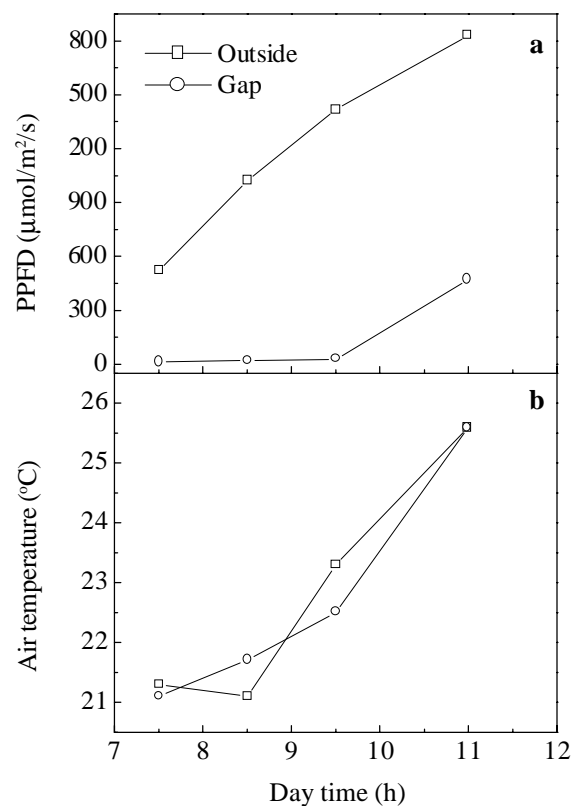 800
a
Outside
Gap
500
200
900
600
300
0
PPFD (μmol/m²/s)
b
26
25
23
22
21
Air temperature (°C)
7 8 9 10 11 12
Day time (h)